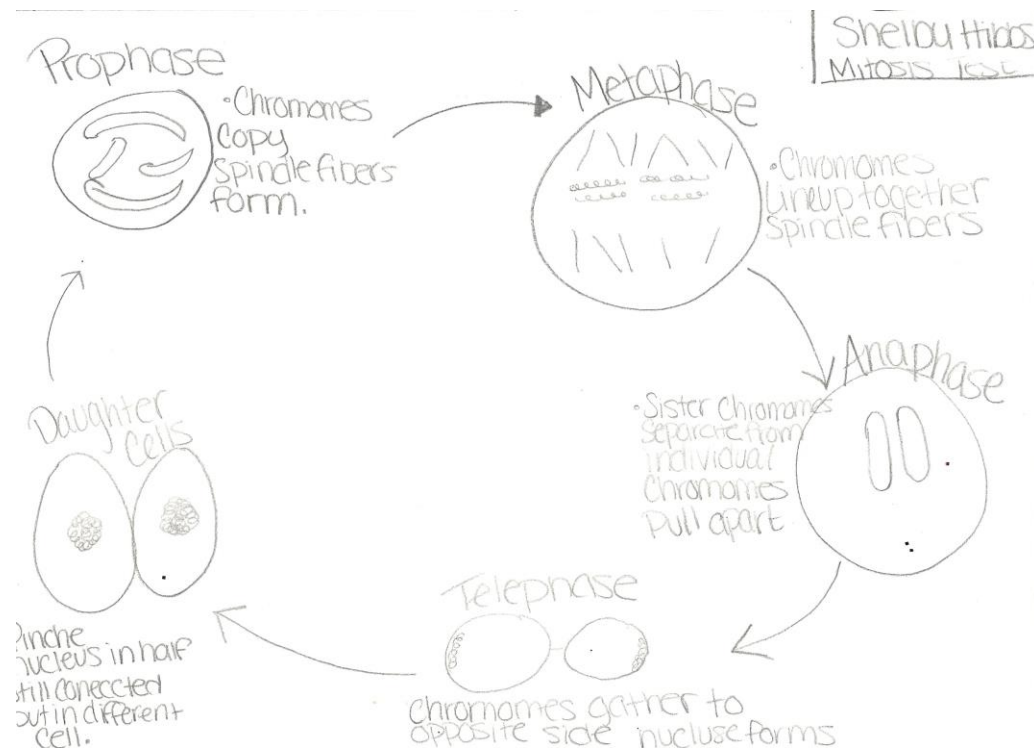 Shelby Hibbs
Mitosis Test
Prophase
•Chromomes
Copy
Spindle fibers
form.
Metaphase
•Chromomes
Lineup together
Spindle fibers
Anaphase
•Sister Chromomes
Separate from
individual
Chromomes
Pull apart
Telephase
Chromomes gather to
opposite side nucluse forms
Daughter
Cells
Pinche
nucleus in half
still coneccted
but in different
cell.